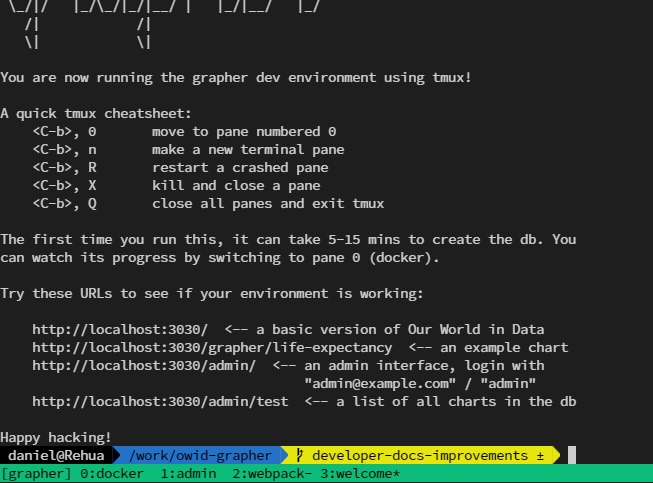 \_/|/   |_/\_/|_/|__/ |   |_/|__/   |_/
/|            /|
\|            \|
You are now running the grapher dev environment using tmux!
A quick tmux cheatsheet:
<C-b>, 0       move to pane numbered 0
<C-b>, n       make a new terminal pane
<C-b>, R       restart a crashed pane
<C-b>, X       kill and close a pane
<C-b>, Q       close all panes and exit tmux
The first time you run this, it can take 5-15 mins to create the db. You
can watch its progress by switching to pane 0 (docker).
Try these URLs to see if your environment is working:
http://localhost:3030/  <-- a basic version of Our World in Data
http://localhost:3030/grapher/life-expectancy  <-- an example chart
http://localhost:3030/admin/  <-- an admin interface, login with
"admin@example.com" / "admin"
http://localhost:3030/admin/test  <-- a list of all charts in the db
Happy hacking!
daniel@Rehua /work/owid-grapher developer-docs-improvements ±
[grapher] 0:docker  1:admin  2:webpack- 3:welcome*